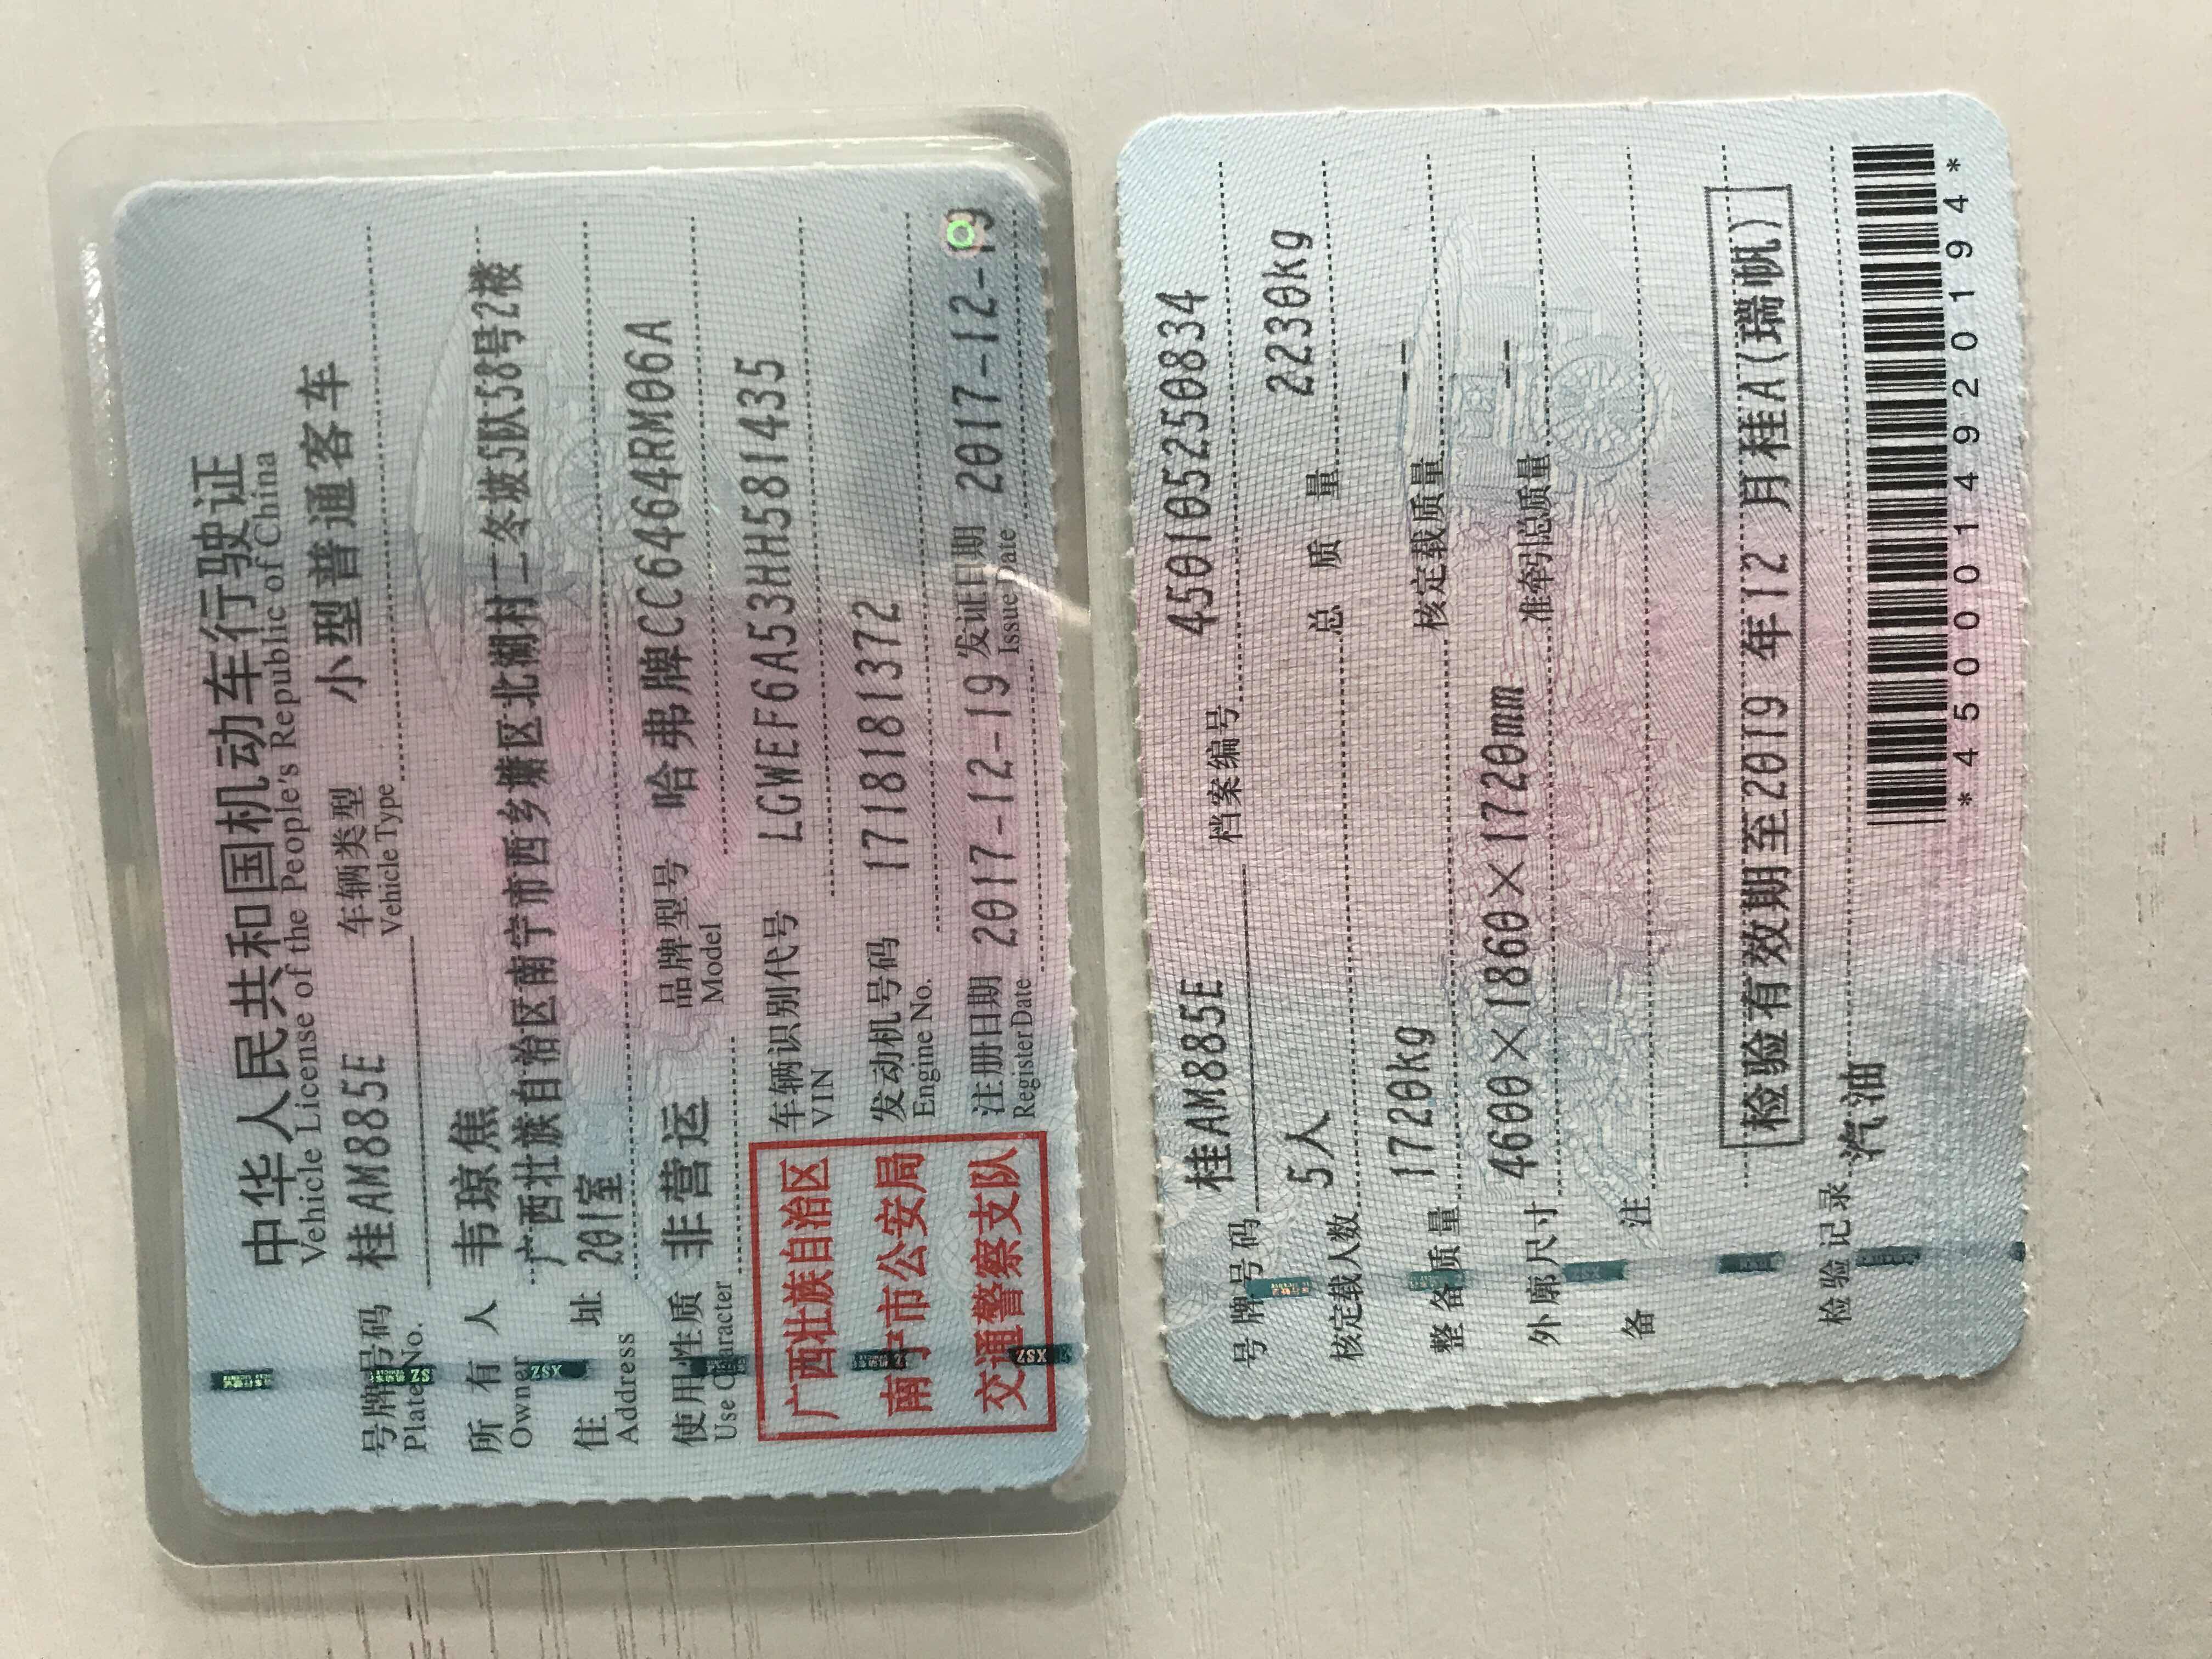 中华人民共和国机动车行驶证
Vehicle License of the People's Republic of China
号牌号码 桂AM885E 车辆类型 小型普通客车
Plate No. Vehicle Type
所有人 韦琼焦
Owner
广西壮族自治区南宁市西乡塘区北湖村二冬坡5队58号2楼
住址 201室
Address
使用性质 非营运 品牌型号 哈弗牌CC6464RM06A
Use Character Model
车辆识别代号 LGWEF6A53HH581435
VIN
发动机号码 1718181372
Engine No.
注册日期 2017-12-19 发证日期 2017-12-19
Register Date Issue Date
广西壮族自治区
南宁市公安局
交通警察支队
号牌号码 桂AM885E 档案编号 450105250834
核定载人数 5人 总质量 2230kg
整备质量 1720kg 核定载质量 --
外廓尺寸 4600×1860×1720mm 准牵引总质量 --
备注
检验有效期至2019 年12 月桂A(瑞帆)
检验记录
汽油
*4500014920194*